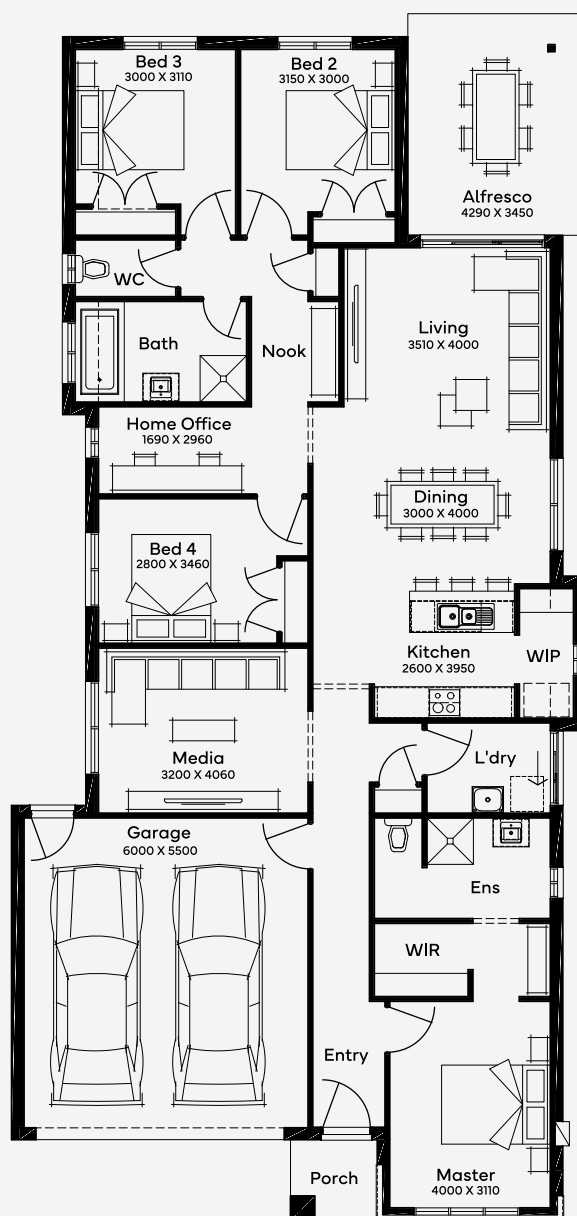 Bed 3
3000 X 3110
Bed 2
3150 X 3000
Alfresco
4290 X 3450
WC
Bath
Nook
Living
3510 X 4000
Home Office
1690 X 2960
Dining
3000 X 4000
Bed 4
2800 X 3460
Kitchen
2600 X 3950
WIP
Media
3200 X 4060
L'dry
Garage
6000 X 5500
Ens
WIR
Entry
Porch
Master
4000 X 3110